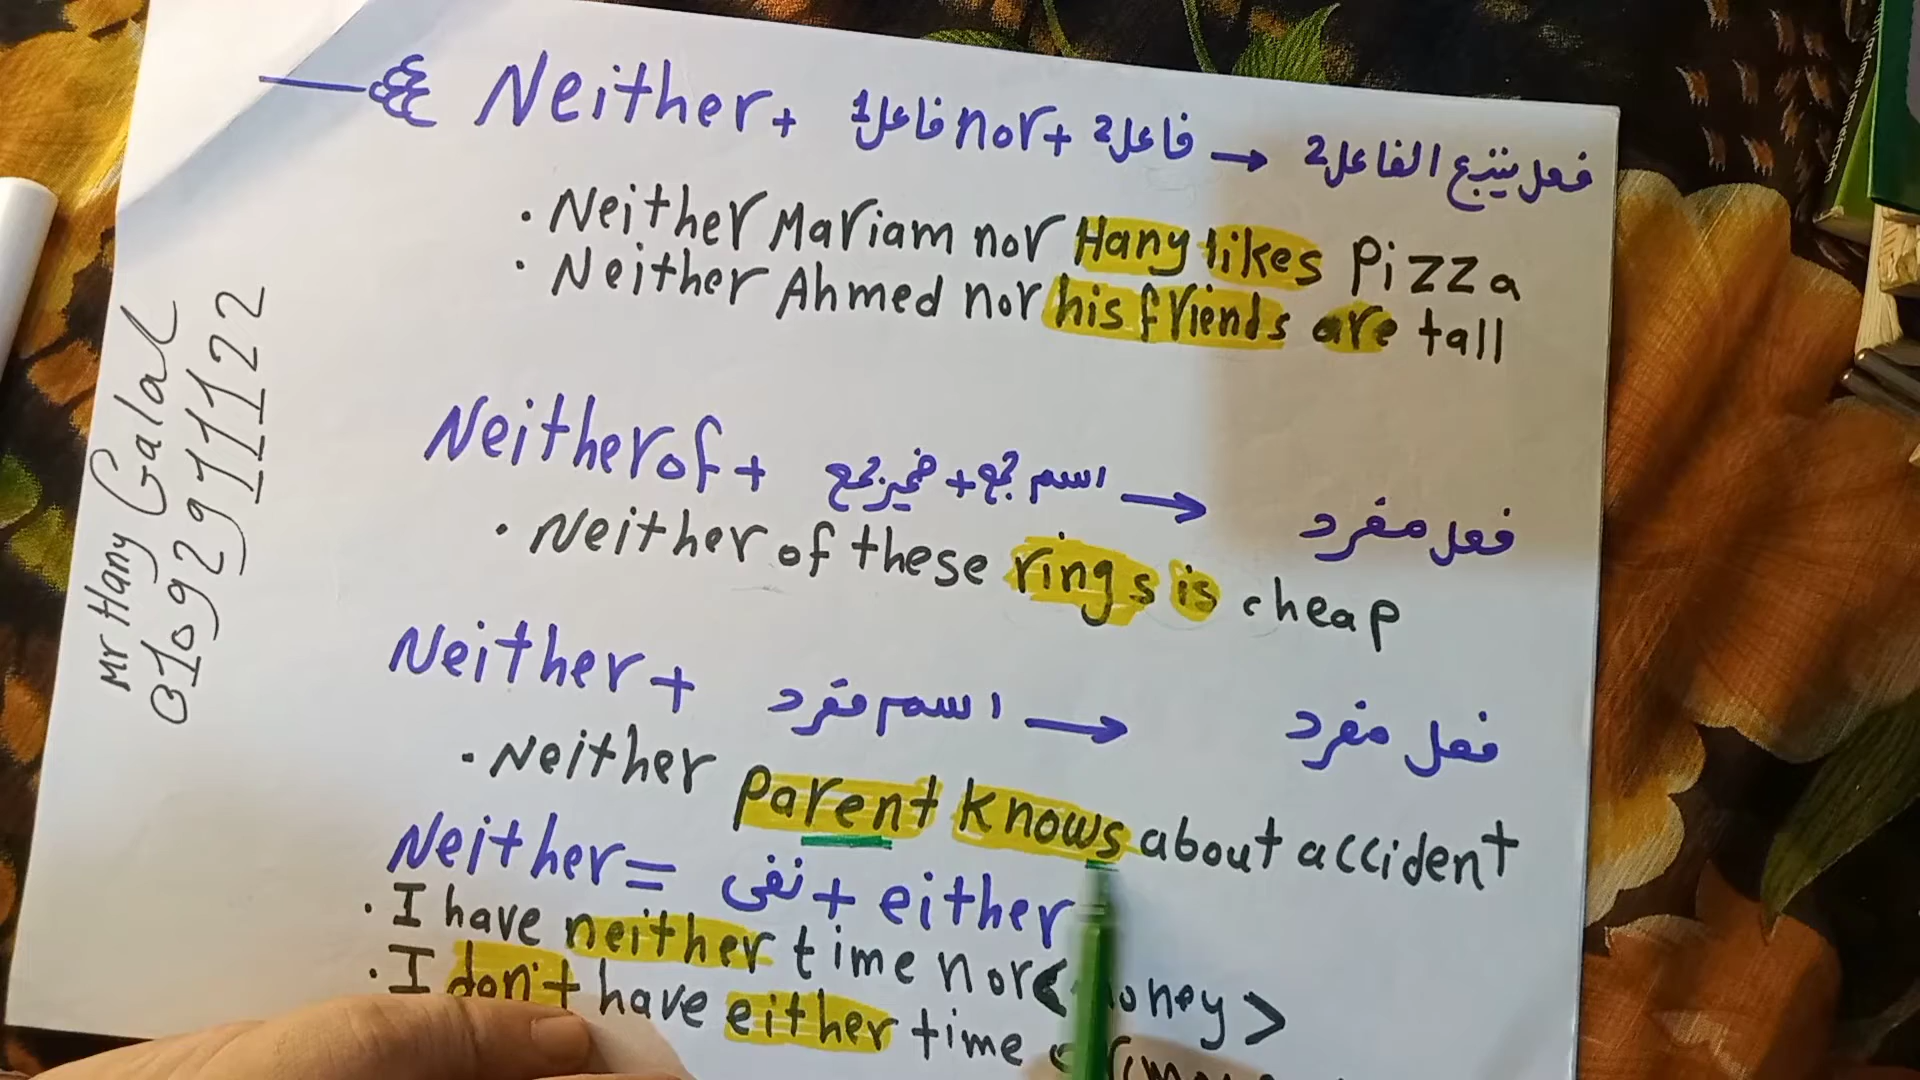 Neither + فاعل1 nor + فاعل2 → فعل يتبع الفاعل2
. Neither Mariam nor Hany likes Pizza
. Neither Ahmed nor his friends are tall
Neither of + اسم جمع + ضمير جمع → فعل مفرد
. Neither of these rings is cheap
Neither + اسم مفرد → فعل مفرد
. Neither Parent knows about accident
Neither = نفى + either
. I have neither time nor < money >
. I don't have either time
Mr Hany Galal
01092911122